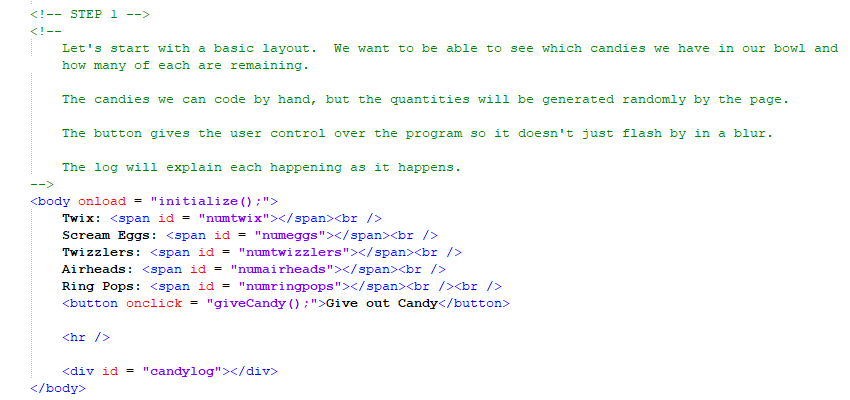 <!-- STEP 1 -->
<!--
Let's start with a basic layout.  We want to be able to see which candies we have in our bowl and
how many of each are remaining.
The candies we can code by hand, but the quantities will be generated randomly by the page.
The button gives the user control over the program so it doesn't just flash by in a blur.
The log will explain each happening as it happens.
-->
<body onload = "initialize();">
Twix: <span id = "numtwix"></span><br />
Scream Eggs: <span id = "numeggs"></span><br />
Twizzlers: <span id = "numtwizzlers"></span><br />
Airheads: <span id = "numairheads"></span><br />
Ring Pops: <span id = "numringpops"></span><br /><br />
<button onclick = "giveCandy();">Give out Candy</button>
<hr />
<div id = "candylog"></div>
</body>